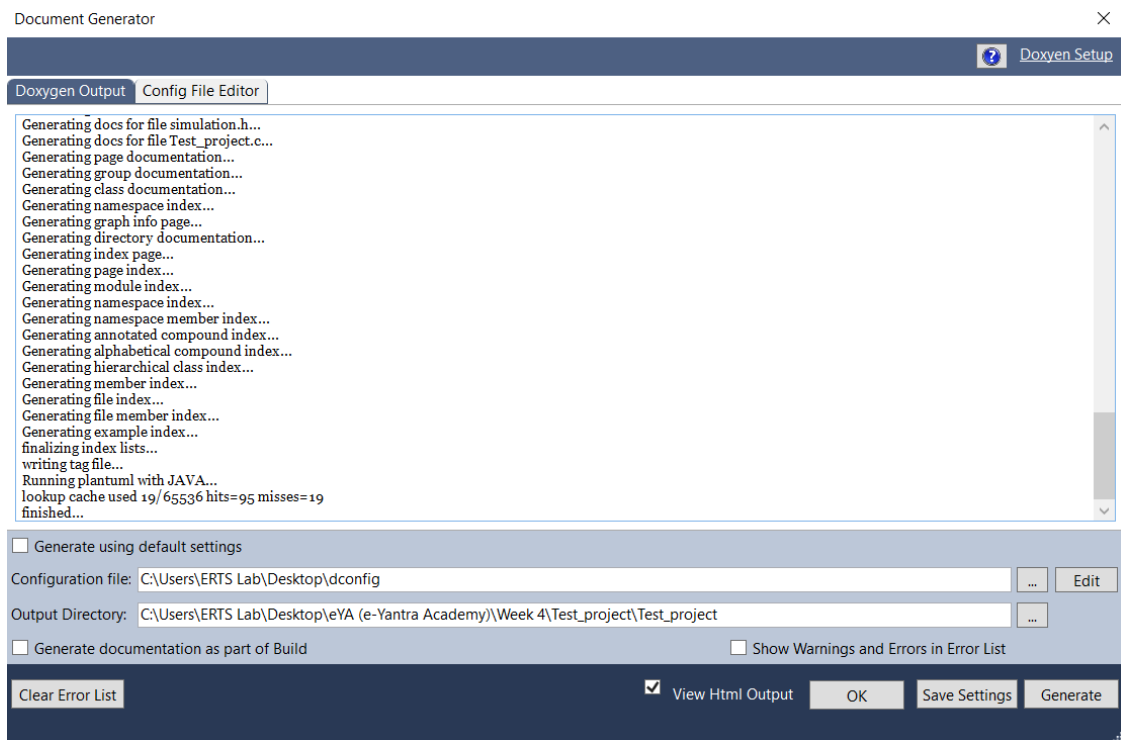 Document Generator
Doxyen Setup
Doxygen Output Config File Editor
Generating docs for file simulation.h...
Generating docs for file Test_project.c...
Generating page documentation...
Generating group documentation...
Generating class documentation...
Generating namespace index...
Generating graph info page...
Generating directory documentation...
Generating index page...
Generating page index...
Generating module index...
Generating namespace index...
Generating namespace member index...
Generating annotated compound index...
Generating alphabetical compound index...
Generating hierarchical class index...
Generating member index...
Generating file index...
Generating file member index...
Generating example index...
finalizing index lists...
writing tag file...
Running plantuml with JAVA...
lookup cache used 19/65536 hits=95 misses=19
finished...
Generate using default settings
Configuration file: C:\Users\ERTS Lab\Desktop\dconfig ... Edit
Output Directory: C:\Users\ERTS Lab\Desktop\eYA (e-Yantra Academy)\Week 4\Test_project\Test_project ...
Generate documentation as part of Build Show Warnings and Errors in Error List
Clear Error List View Html Output OK Save Settings Generate